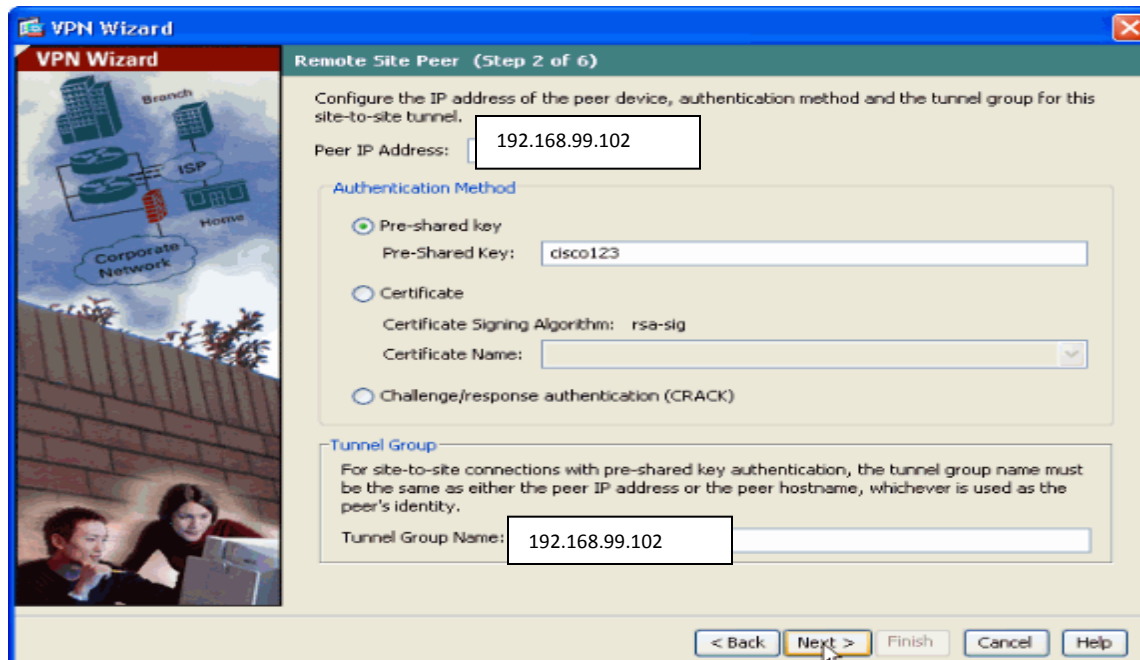 VPN Wizard
VPN Wizard
Remote Site Peer (Step 2 of 6)
Branch
ISP
Home
Corporate
Network
Configure the IP address of the peer device, authentication method and the tunnel group for this
site-to-site tunnel.
Peer IP Address: 192.168.99.102
Authentication Method
Pre-shared key
Pre-Shared Key: cisco123
Certificate
Certificate Signing Algorithm: rsa-sig
Certificate Name:
Challenge/response authentication (CRACK)
Tunnel Group
For site-to-site connections with pre-shared key authentication, the tunnel group name must
be the same as either the peer IP address or the peer hostname, whichever is used as the
peer's identity.
Tunnel Group Name: 192.168.99.102
< Back Next > Finish Cancel Help